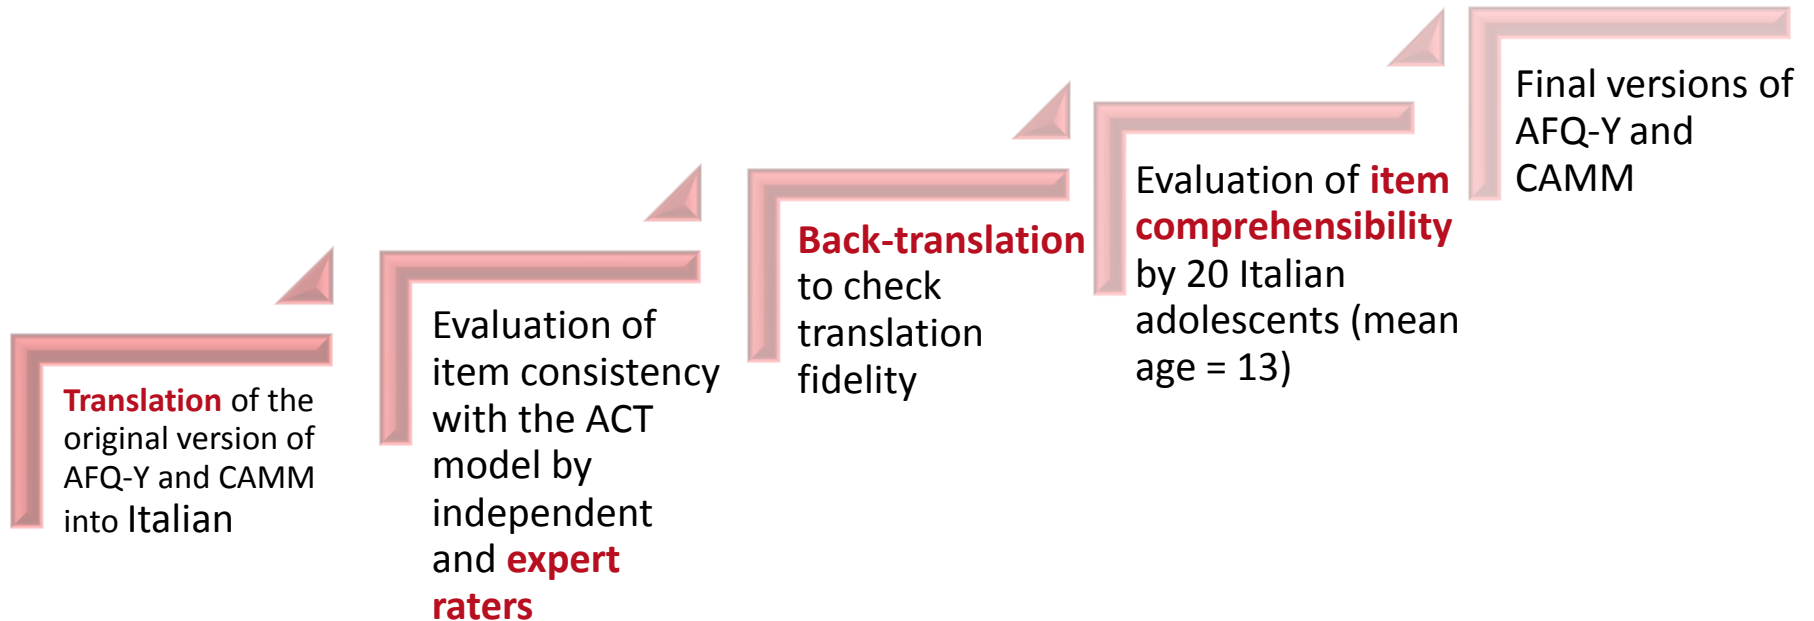 Translation of the
original version of
AFQ-Y and CAMM
into Italian
Evaluation of
item consistency
with the ACT
model by
independent
and expert
raters
Back-translation
to check
translation
fidelity
Evaluation of item
comprehensibility
by 20 Italian
adolescents (mean
age = 13)
Final versions of
AFQ-Y and
CAMM